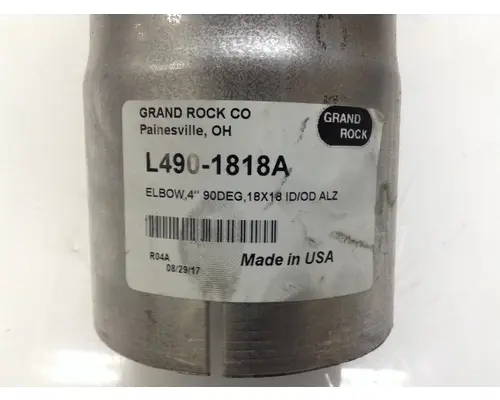 GRAND ROCK CO
Painesville, OH
GRAND
ROCK
L490-1818A
ELBOW,4" 90DEG,18X18 ID/OD ALZ
R04A
08/29/17
Made in USA